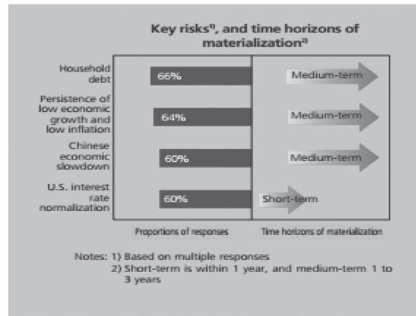 Key risks¹⁾, and time horizons of
materialization²⁾
Household
debt
66%
Medium-term
Persistence of
low economic
growth and
low inflation
64%
Medium-term
Chinese
economic
slowdown
60%
Medium-term
U.S. interest
rate
normalization
60%
Short-term
Proportions of responses
Time horizons of materialization
Notes: 1) Based on multiple responses
2) Short-term is within 1 year, and medium-term 1 to
3 years